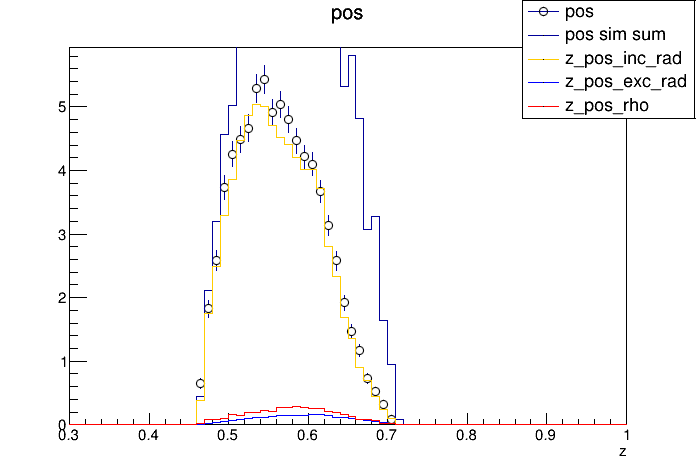 pos
pos
pos sim sum
z_pos_inc_rad
z_pos_exc_rad
z_pos_rho
5
4
3
2
1
0
0.3 0.4 0.5 0.6 0.7 0.8 0.9 1
z